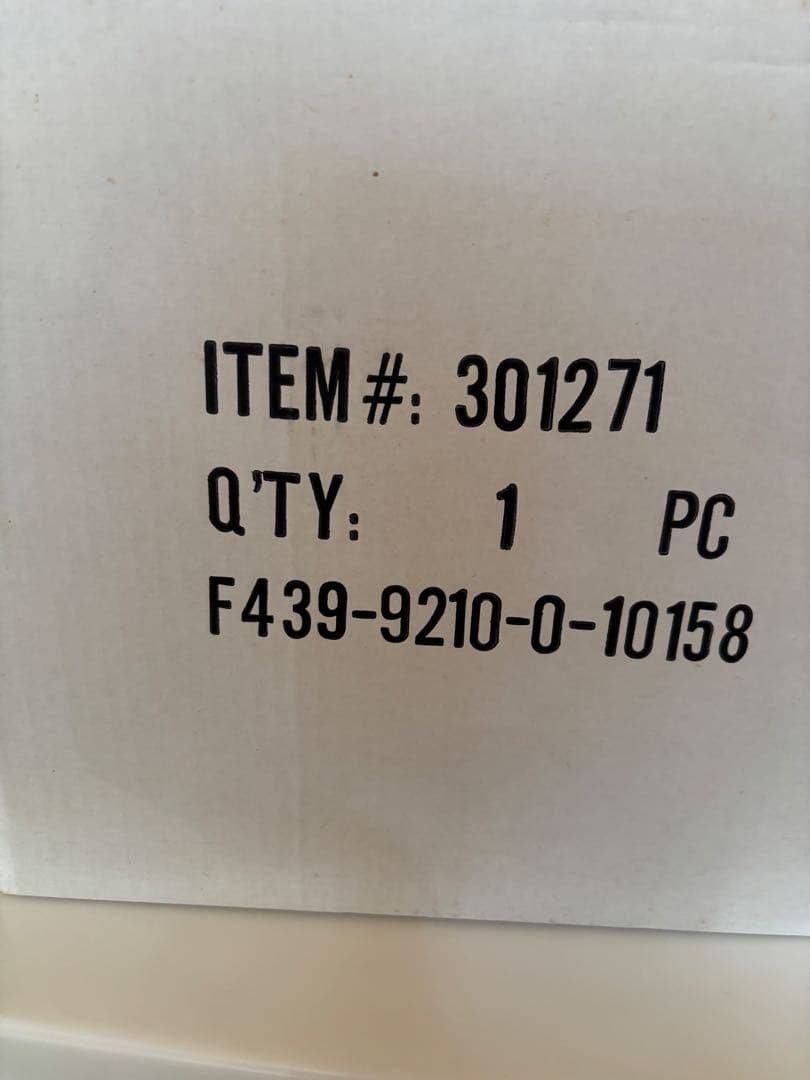 ITEM #: 301271
Q'TY: 1 PC
F439-9210-0-10158